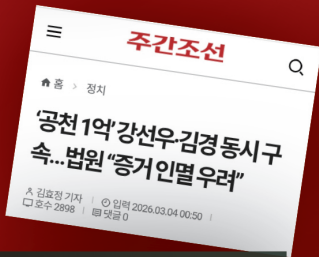 주간조선
홈 > 정치
‘공천 1억’ 강선우·김경 동시 구
속...법원 “증거 인멸 우려”
김효정 기자 | 입력 2026.03.04 00:50 |
호수 2898 | 댓글 0